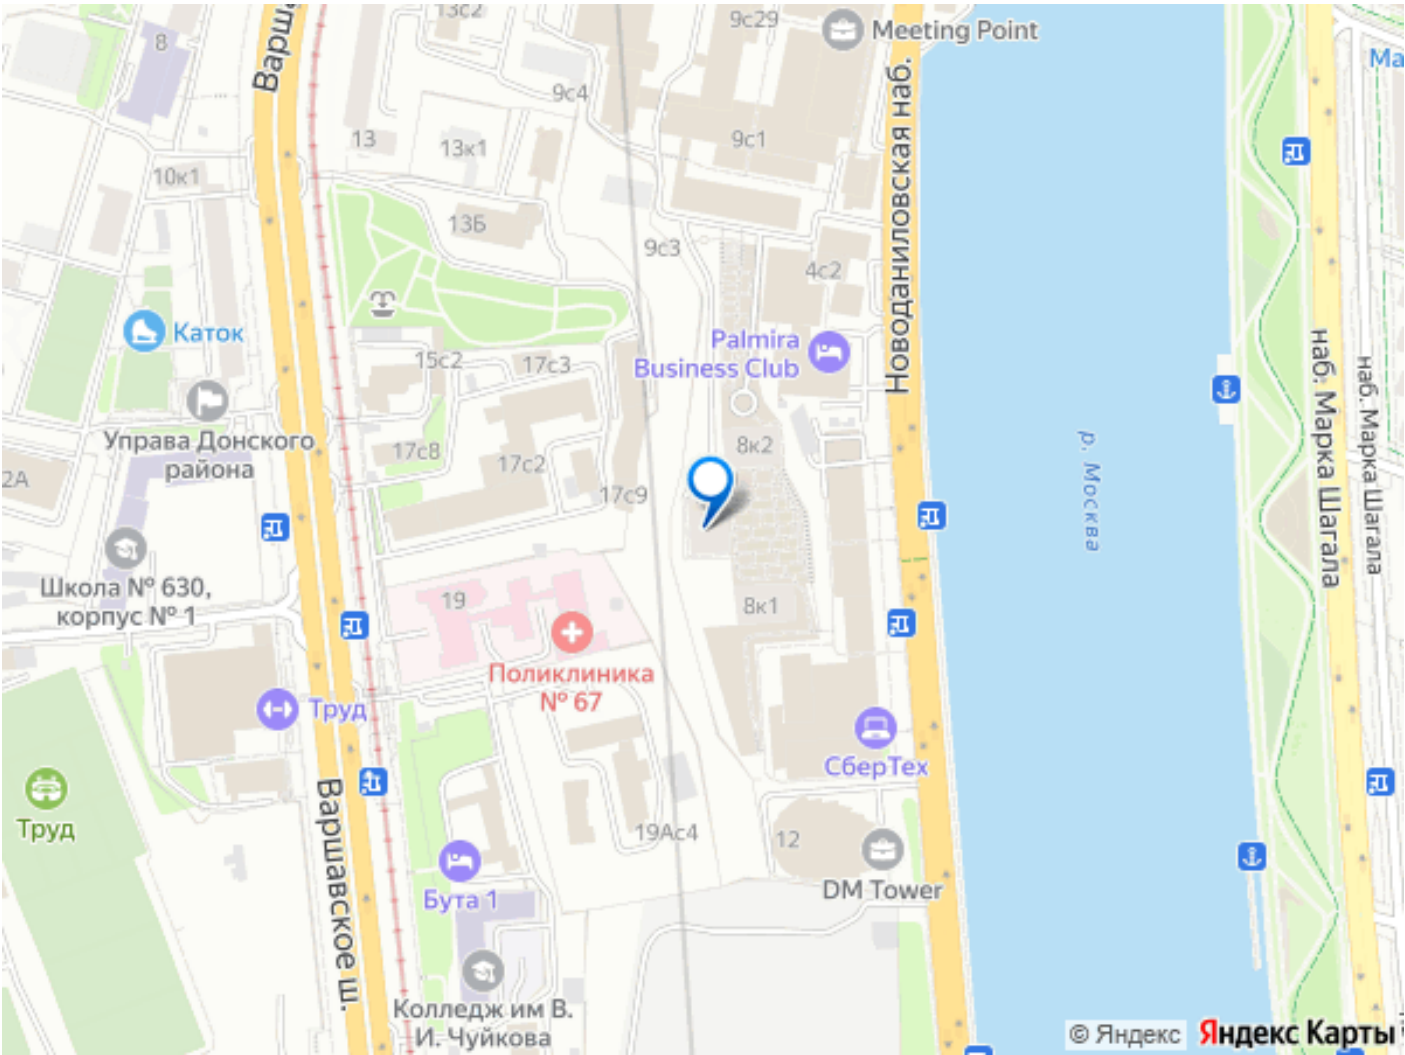 13с2
9с29
Meeting Point
8
Варш
Ма
9с4
13
13к1
9с1
Новоданиловская наб.
10к1
13Б
9с3
4с2
Каток
Palmira
Business Club
15с2
17с3
наб. Марка Шагала
наб. Марка Шагала
Управа Донского
района
8к2
17с8
17с2
2А
17с9
р. Москва
Школа № 630,
корпус № 1
19
8к1
Поликлиника
№ 67
Труд
СберТех
Варшавское ш.
Труд
19Ас4
12
DM Tower
Бута 1
Колледж им В.
И. Чуйкова
© Яндекс Яндекс Карты